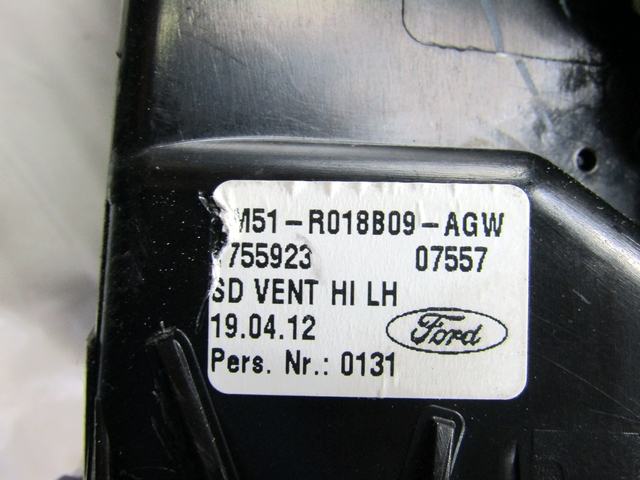 M51-R018B09-AGW
755923 07557
SD VENT HI LH
19.04.12 Ford
Pers. Nr.: 0131